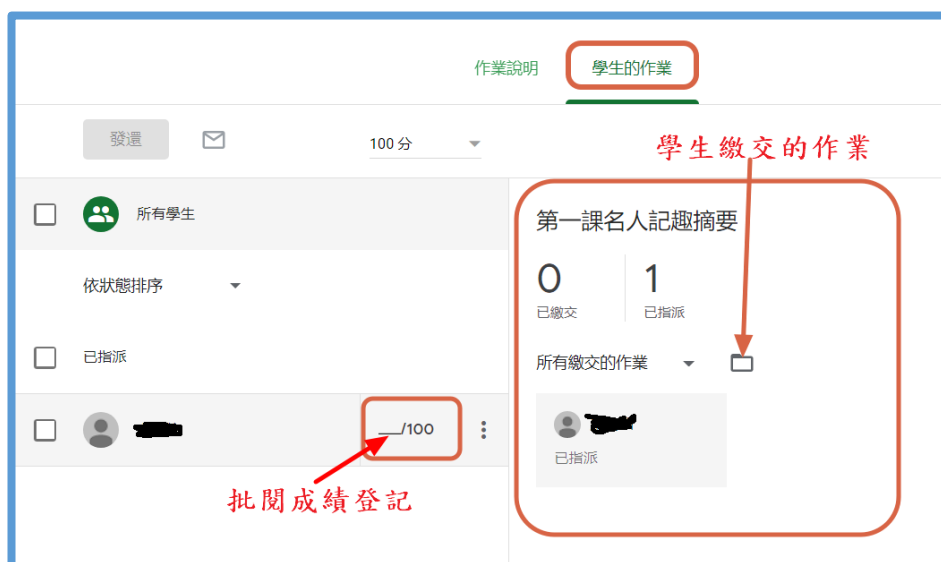 作業說明
學生的作業
發還
100 分
學生繳交的作業
所有學生
第一課名人記趣摘要
0
1
已繳交
已指派
依狀態排序
已指派
所有繳交的作業
__/100
已指派
批閱成績登記